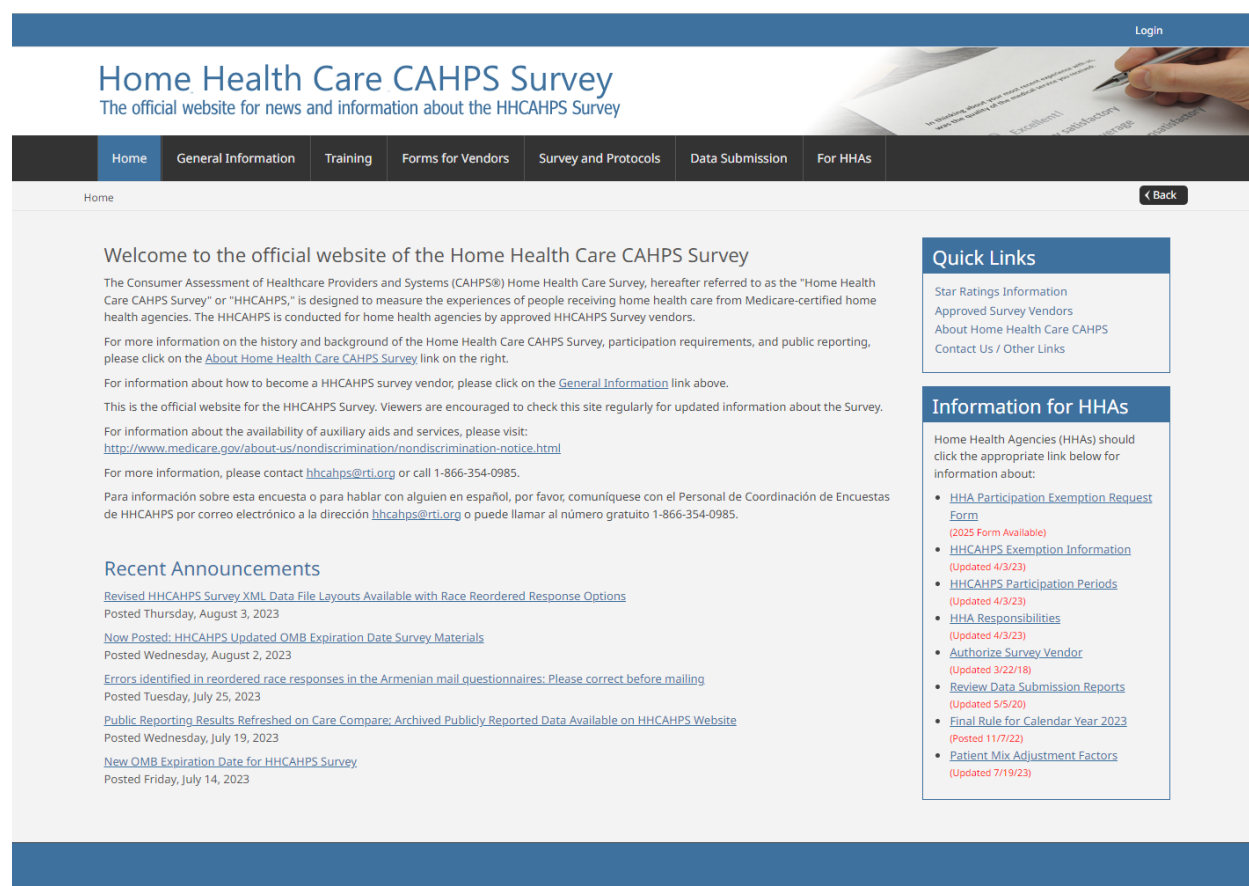 Login
Home Health Care CAHPS Survey
The official website for news and information about the HHCAHPS Survey
In thinking about your most recent experience with us,
was the quality of the medical service you received:
Excellent!
satisfactory
Home
General Information
Training
Forms for Vendors
Survey and Protocols
Data Submission
For HHAs
Home
Back
Welcome to the official website of the Home Health Care CAHPS Survey
The Consumer Assessment of Healthcare Providers and Systems (CAHPS®) Home Health Care Survey, hereafter referred to as the "Home Health
Care CAHPS Survey" or "HHCAHPS," is designed to measure the experiences of people receiving home health care from Medicare-certified home
health agencies. The HHCAHPS is conducted for home health agencies by approved HHCAHPS Survey vendors.
For more information on the history and background of the Home Health Care CAHPS Survey, participation requirements, and public reporting,
please click on the About Home Health Care CAHPS Survey link on the right.
For information about how to become a HHCAHPS survey vendor, please click on the General Information link above.
This is the official website for the HHCAHPS Survey. Viewers are encouraged to check this site regularly for updated information about the Survey.
For information about the availability of auxiliary aids and services, please visit:
http://www.medicare.gov/about-us/nondiscrimination/nondiscrimination-notice.html
For more information, please contact hhcahps@rti.org or call 1-866-354-0985.
Para información sobre esta encuesta o para hablar con alguien en español, por favor, comuníquese con el Personal de Coordinación de Encuestas
de HHCAHPS por correo electrónico a la dirección hhcahps@rti.org o puede llamar al número gratuito 1-866-354-0985.
Recent Announcements
Revised HHCAHPS Survey XML Data File Layouts Available with Race Reordered Response Options
Posted Thursday, August 3, 2023
Now Posted: HHCAHPS Updated OMB Expiration Date Survey Materials
Posted Wednesday, August 2, 2023
Errors identified in reordered race responses in the Armenian mail questionnaires: Please correct before mailing
Posted Tuesday, July 25, 2023
Public Reporting Results Refreshed on Care Compare; Archived Publicly Reported Data Available on HHCAHPS Website
Posted Wednesday, July 19, 2023
New OMB Expiration Date for HHCAHPS Survey
Posted Friday, July 14, 2023
Quick Links
Star Ratings Information
Approved Survey Vendors
About Home Health Care CAHPS
Contact Us / Other Links
Information for HHAs
Home Health Agencies (HHAs) should
click the appropriate link below for
information about:
HHA Participation Exemption Request
Form
(2025 Form Available)
HHCAHPS Exemption Information
(Updated 4/3/23)
HHCAHPS Participation Periods
(Updated 4/3/23)
HHA Responsibilities
(Updated 4/3/23)
Authorize Survey Vendor
(Updated 3/22/18)
Review Data Submission Reports
(Updated 5/5/20)
Final Rule for Calendar Year 2023
(Posted 11/7/22)
Patient Mix Adjustment Factors
(Updated 7/19/23)